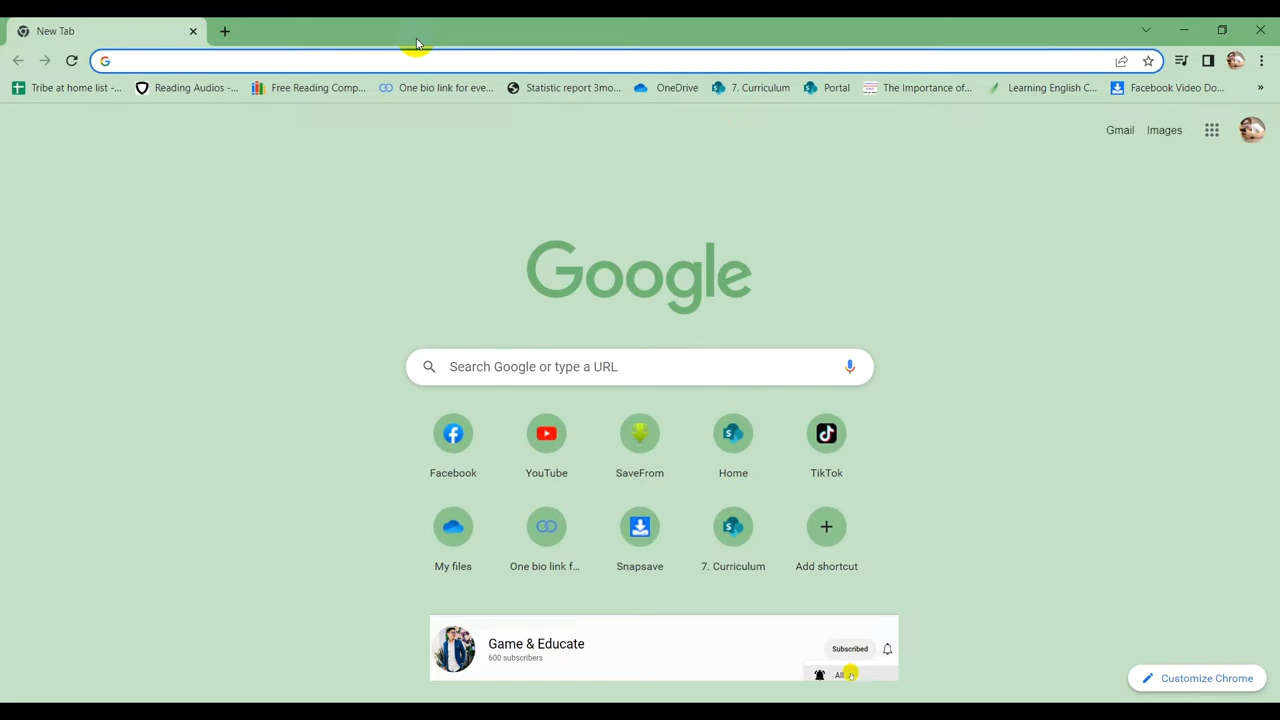 New Tab
Tribe at home list -... Reading Audios -... Free Reading Comp... One bio link for eve... Statistic report 3mo... OneDrive 7. Curriculum Portal The Importance of... Learning English C... Facebook Video Do... »
Gmail Images
Google
Search Google or type a URL
Facebook YouTube SaveFrom Home TikTok
My files One bio link f... Snapsave 7. Curriculum Add shortcut
Game & Educate
600 subscribers
Subscribed
All
Customize Chrome